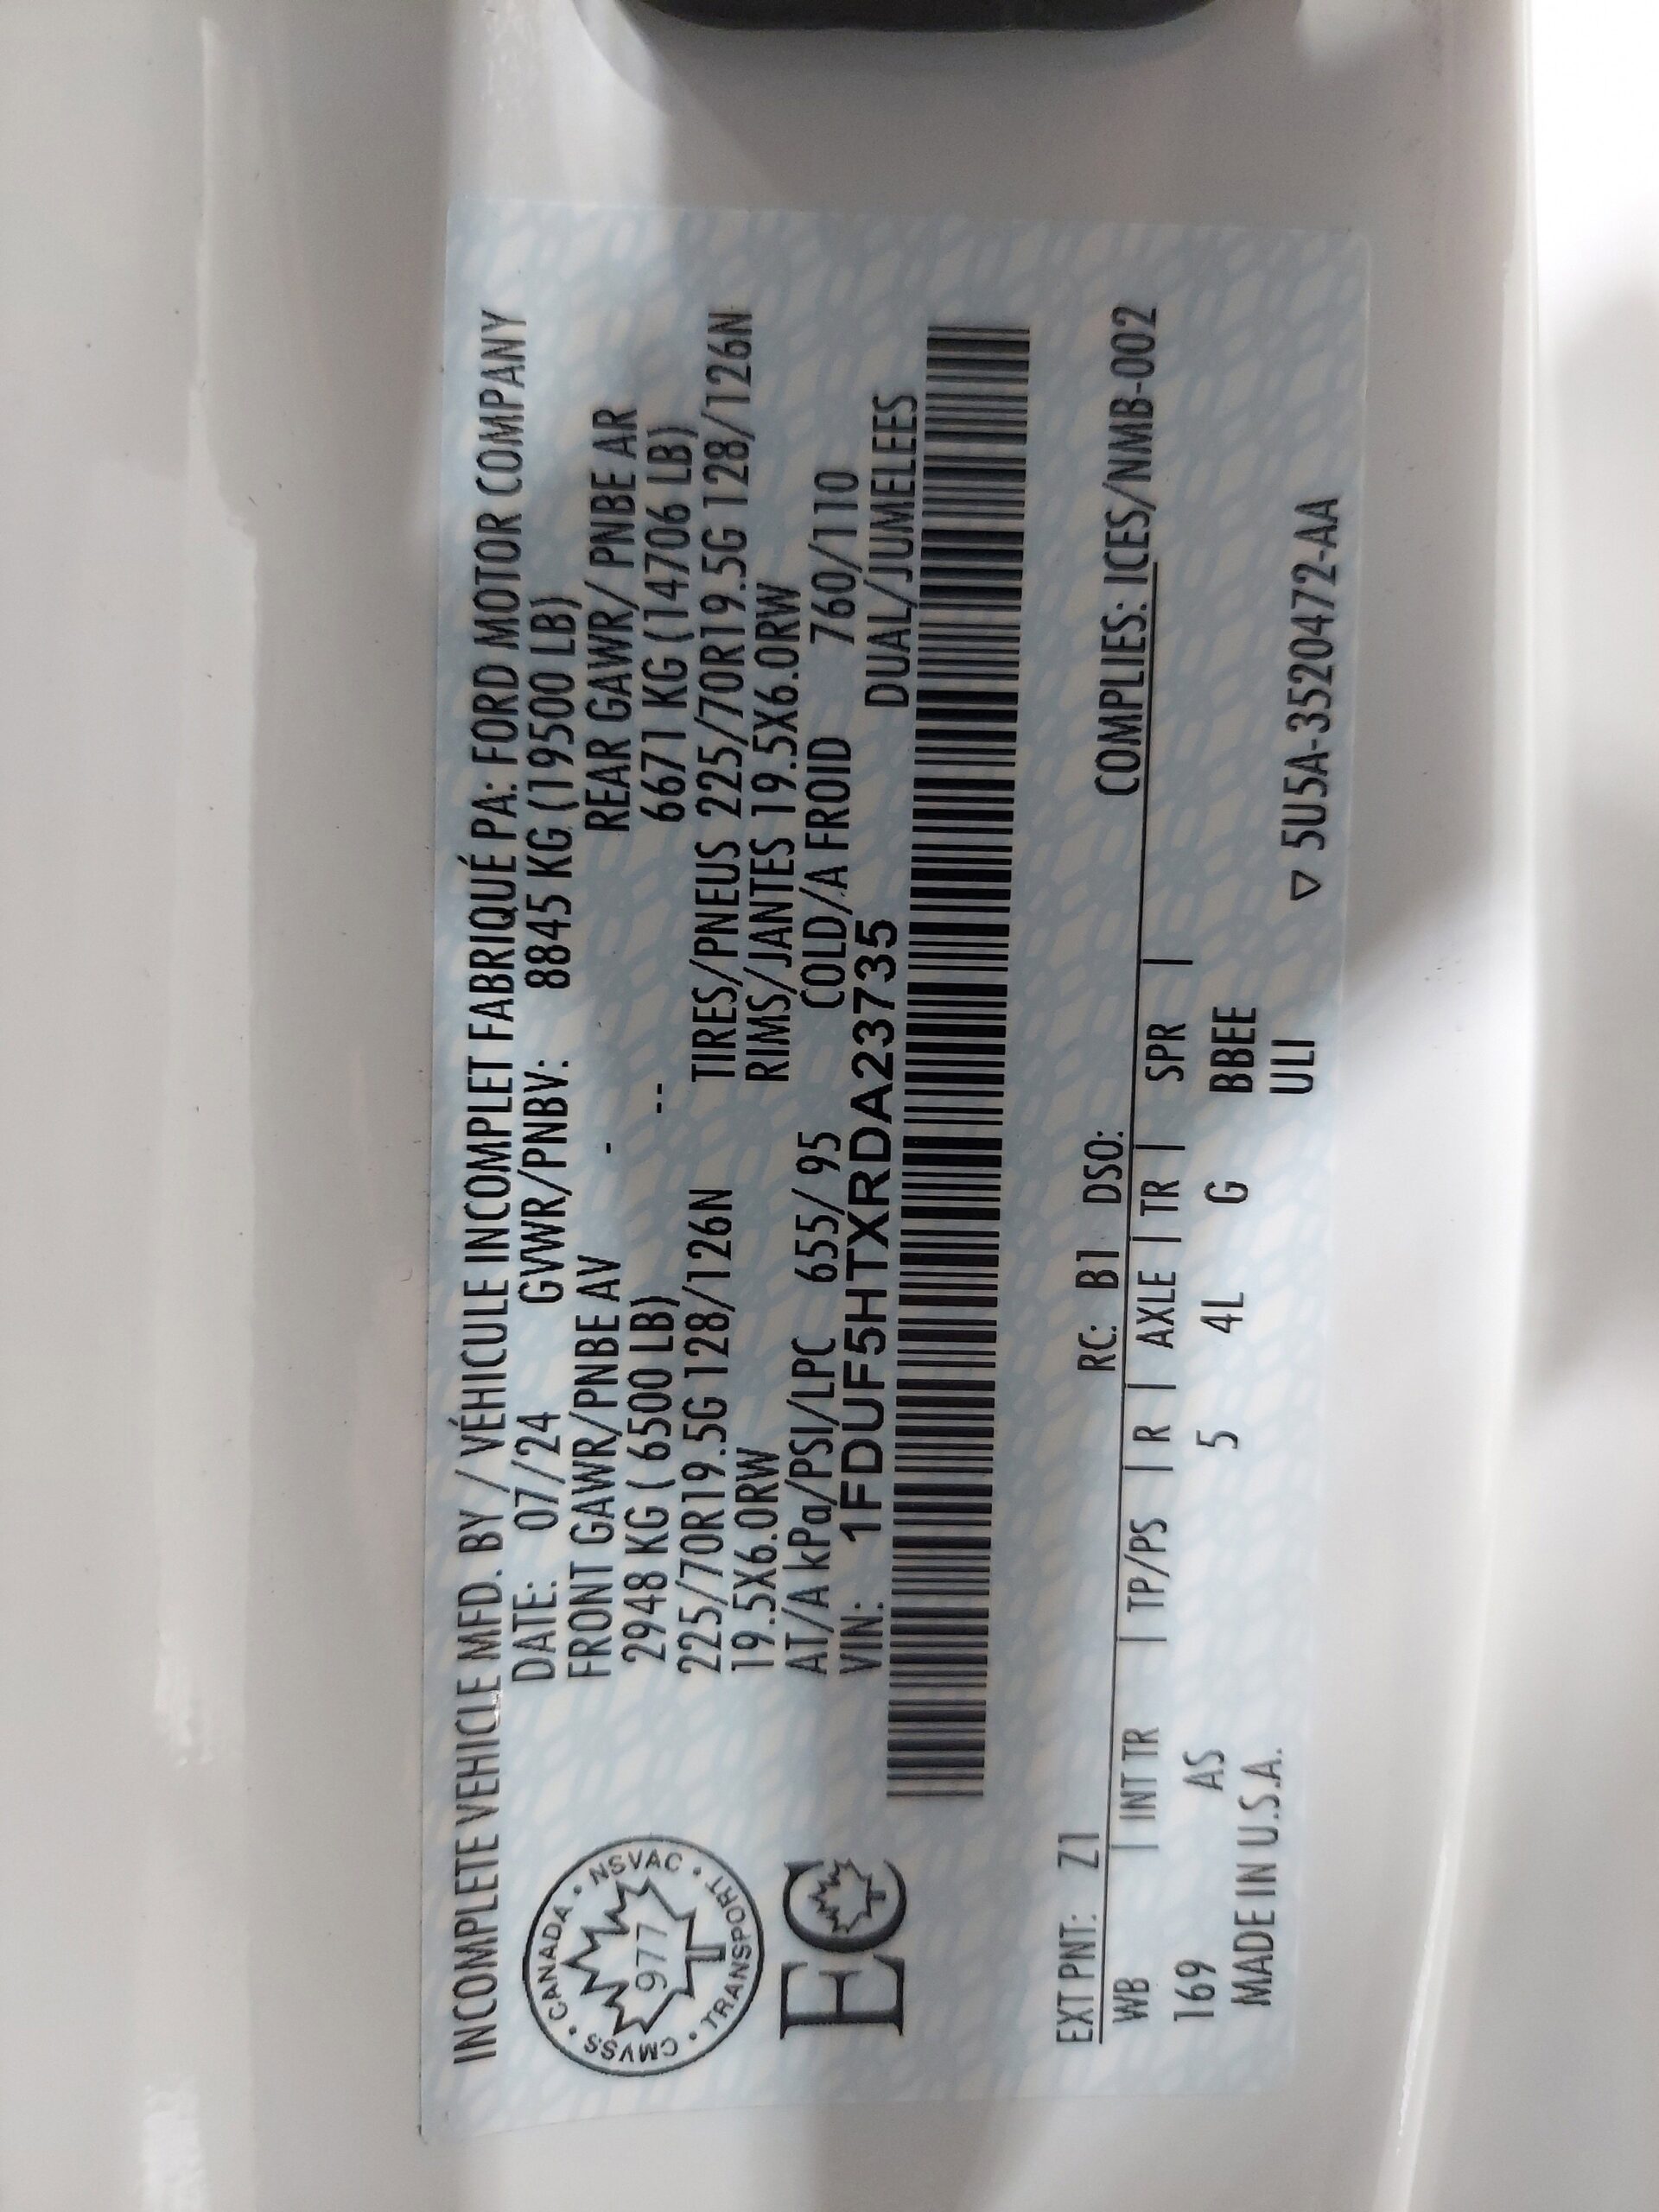 INCOMPLETE VEHICLE MFD. BY / VÉHICULE INCOMPLET FABRIQUÉ PA: FORD MOTOR COMPANY
DATE: 07/24 GVWR/PNBV: 8845 KG (19500 LB)
FRONT GAWR/PNBE AV - REAR GAWR/ PNBE AR
2948 KG ( 6500 LB) -- 6671 KG (14706 LB)
225/70R19.5G 128/126N TIRES/PNEUS 225/70R19.5G 128/126N
19.5X6.0RW RIMS/JANTES 19.5X6.0RW
AT/A kPa/PSI/LPC 655/ 95 COLD/A FROID 760/110
VIN: 1FDUF5HTXRDA23735 DUAL/JUMELEES
CMVSS • CANADA • NSVAC • TRANSPORT •
977
EC
EXT PNT: Z1 RC: B1 DSO: COMPLIES: ICES/NMB-002
WB | INT TR | TP/PS | R | AXLE | TR | SPR |
169 AS 5 4L G BBEE
MADE IN U.S.A. ULI ▽ 5U5A-3520472-AA